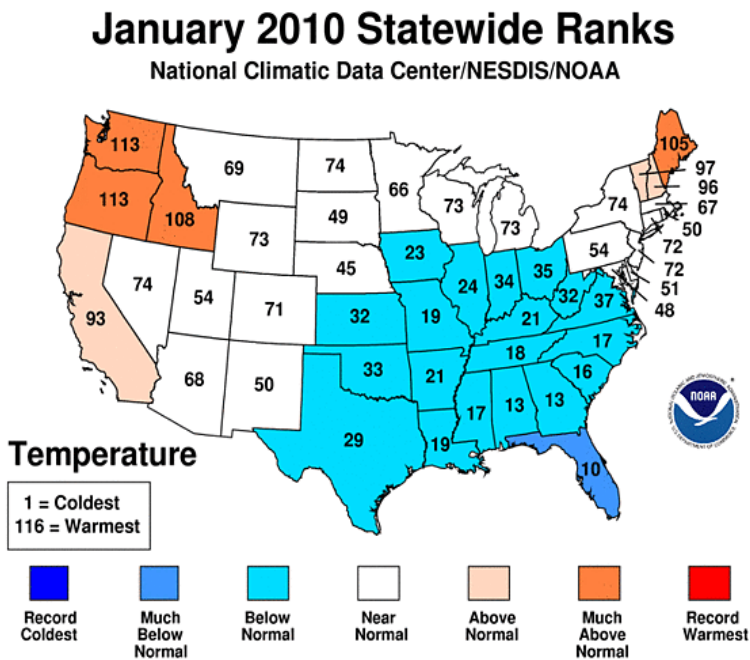 January 2010 Statewide Ranks
National Climatic Data Center/NESDIS/NOAA
113
69
74
66
105
97
96
67
50
72
72
51
48
113
108
73
49
73
73
74
93
74
54
71
45
23
24
34
35
54
32
37
32
19
21
17
68
50
33
21
18
16
29
19
17
13
13
10
NOAA
Temperature
1 = Coldest
116 = Warmest
Record
Coldest
Much
Below
Normal
Below
Normal
Near
Normal
Above
Normal
Much
Above
Normal
Record
Warmest